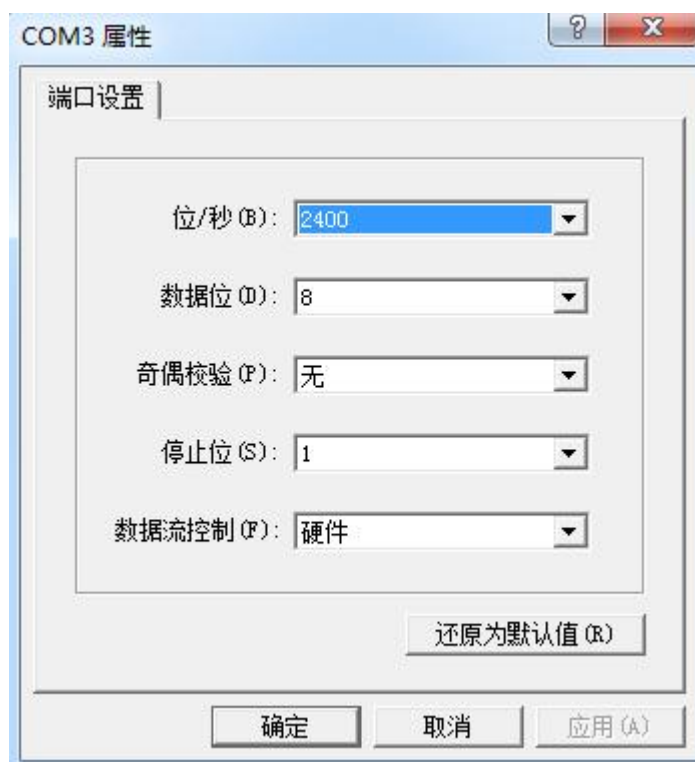 COM3 属性
端口设置
位/秒(B): 2400
数据位(D): 8
奇偶校验(P): 无
停止位(S): 1
数据流控制(F): 硬件
还原为默认值(R)
确定 取消 应用(A)